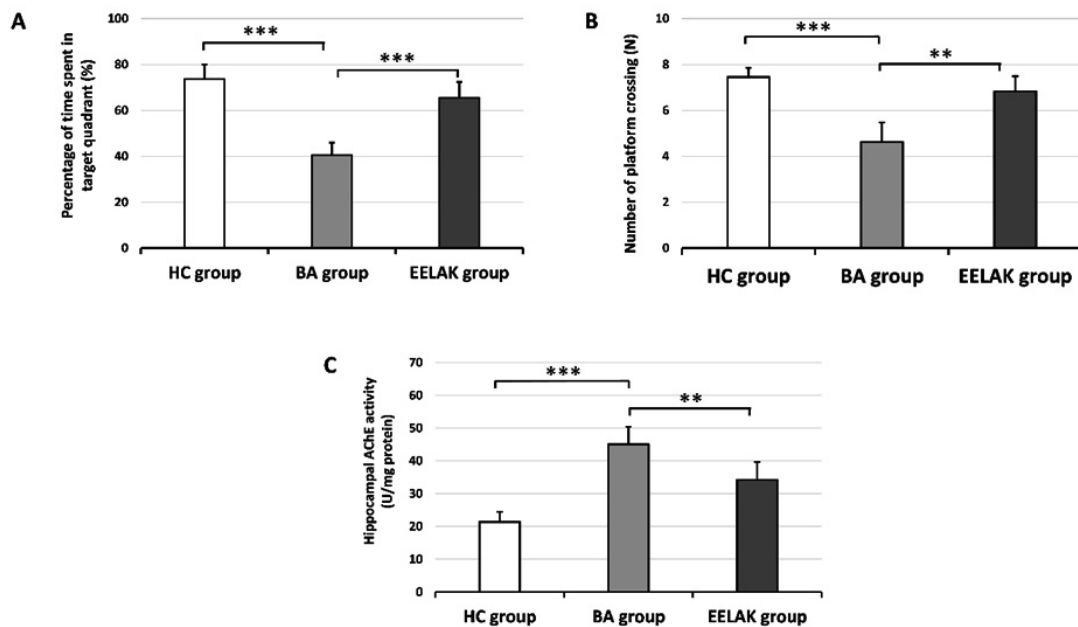 A
Percentage of time spent in
target quadrant (%)
100
80
60
40
20
0
***
***
HC group
BA group
EELAK group
B
Number of platform crossing (N)
10
8
6
4
2
0
***
**
HC group
BA group
EELAK group
C
Hippocampal AChE activity
(U/mg protein)
70
60
50
40
30
20
10
0
***
**
HC group
BA group
EELAK group